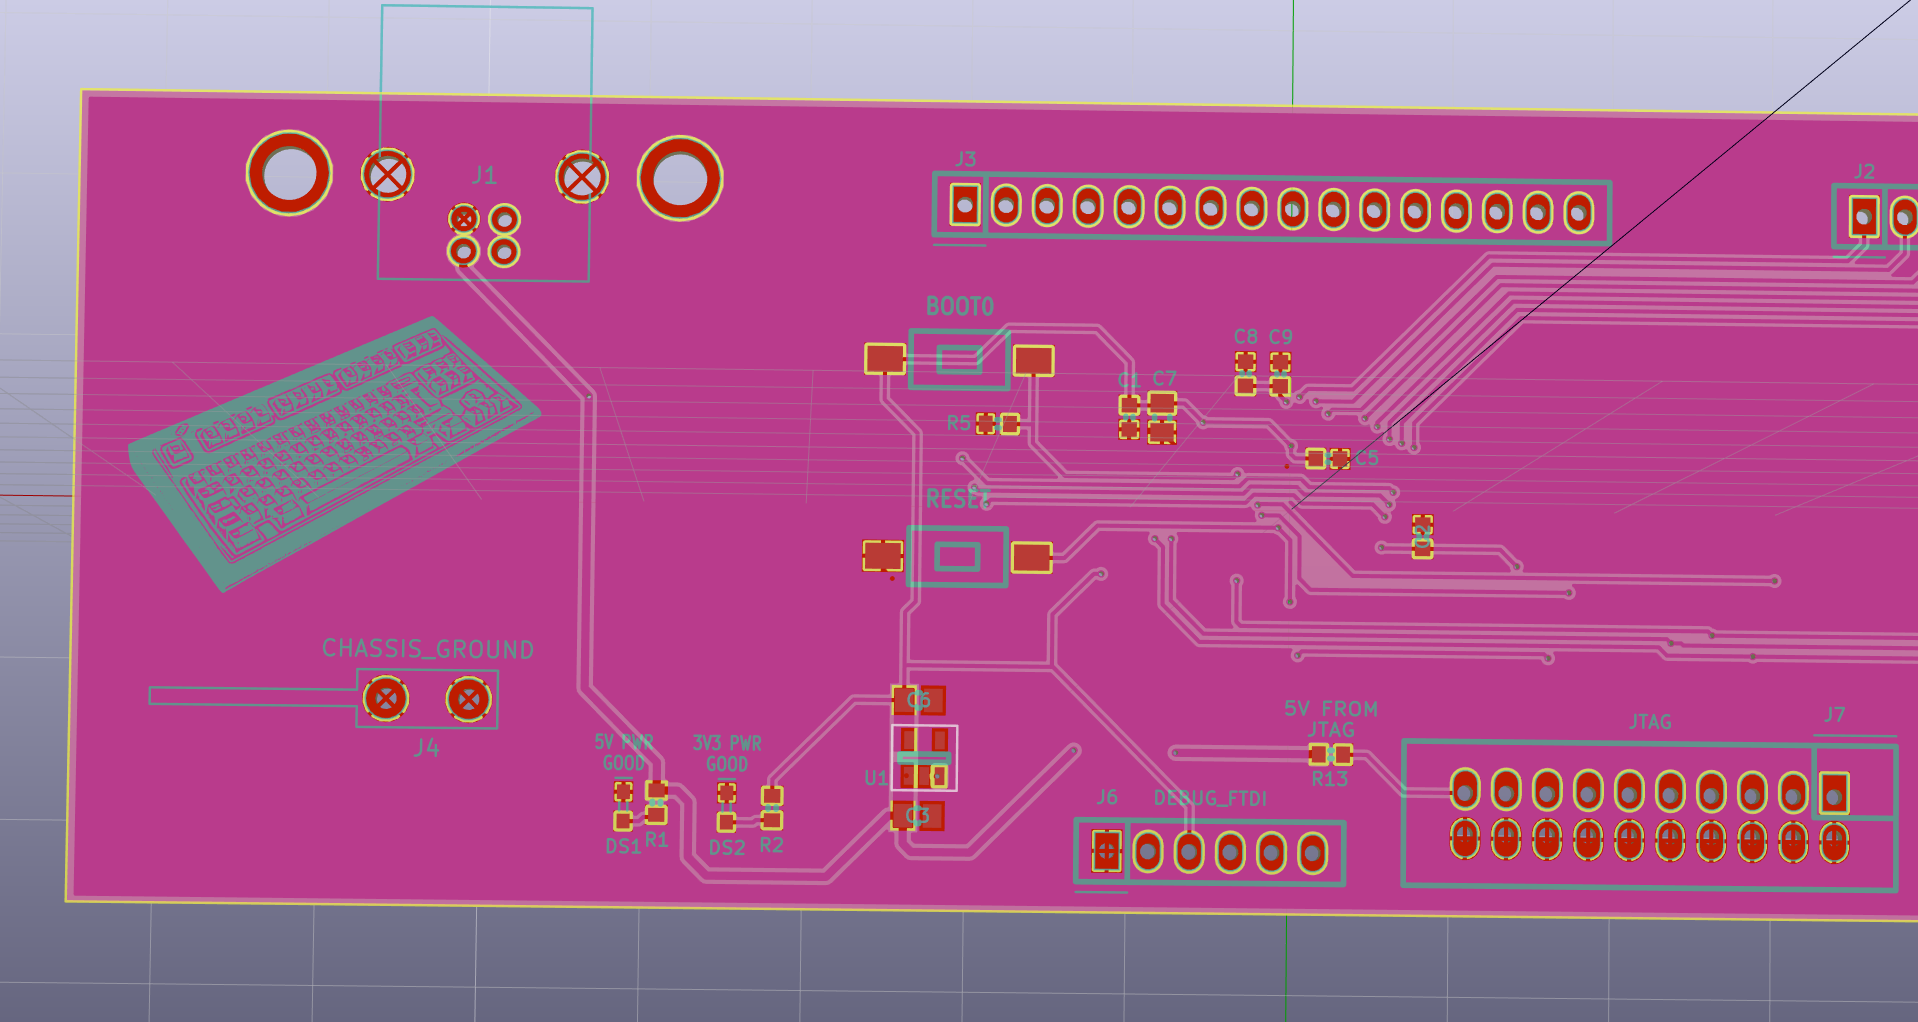 J3
J2
J1
BOOT0
C8 C9
C1 C7
R5
C5
RESET
C2
CHASSIS_GROUND
J4
C6
5V FROM
JTAG
JTAG
J7
5V PWR
GOOD
3V3 PWR
GOOD
U1
R13
J6
DEBUG_FTDI
C3
DS1 R1
DS2 R2